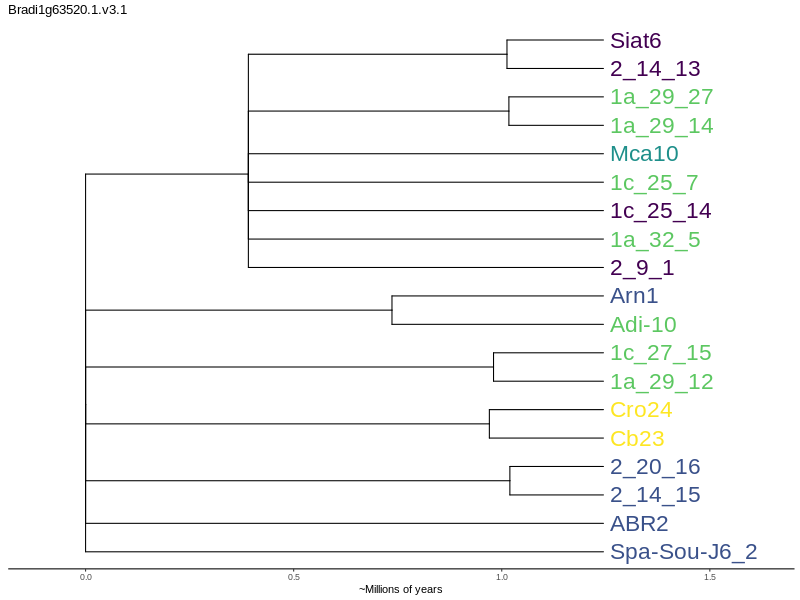 Bradi1g63520.1.v3.1
Siat6
2_14_13
1a_29_27
1a_29_14
Mca10
1c_25_7
1c_25_14
1a_32_5
2_9_1
Arn1
Adi-10
1c_27_15
1a_29_12
Cro24
Cb23
2_20_16
2_14_15
ABR2
Spa-Sou-J6_2
0.0 0.5 1.0 1.5
~Millions of years